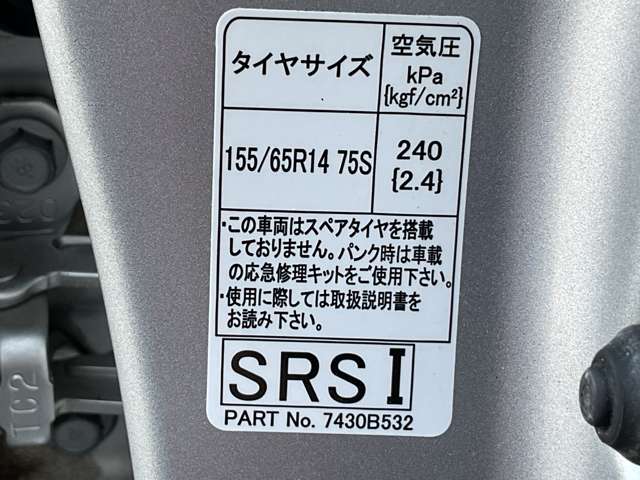 タイヤサイズ
空気圧
kPa
{kgf/cm²}
155/65R14 75S
240
{2.4}
・この車両はスペアタイヤを搭載
しておりません。パンク時は車載
の応急修理キットをご使用下さい。
・使用に際しては取扱説明書を
お読み下さい。
SRS I
PART No. 7430B532
TC2